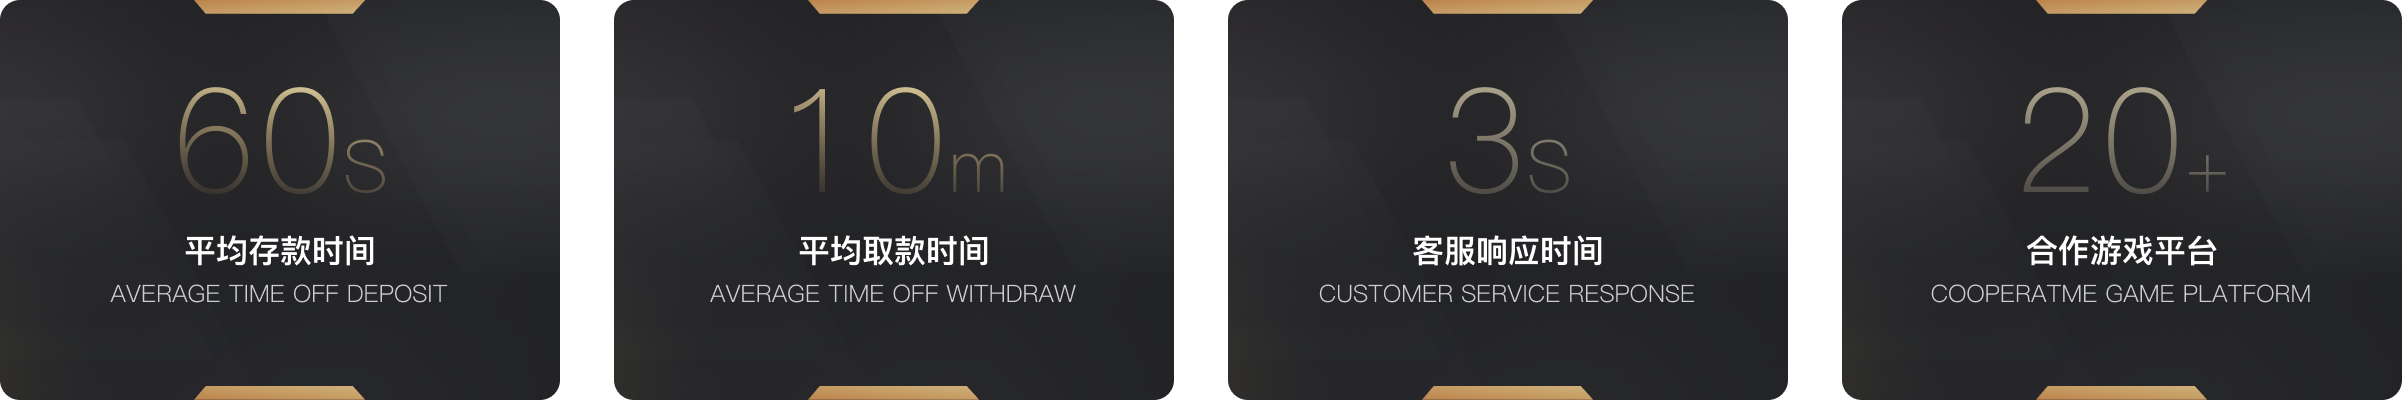 60s
平均存款时间
AVERAGE TIME OFF DEPOSIT
10m
平均取款时间
AVERAGE TIME OFF WITHDRAW
3s
客服响应时间
CUSTOMER SERVICE RESPONSE
20+
合作游戏平台
COOPERATME GAME PLATFORM